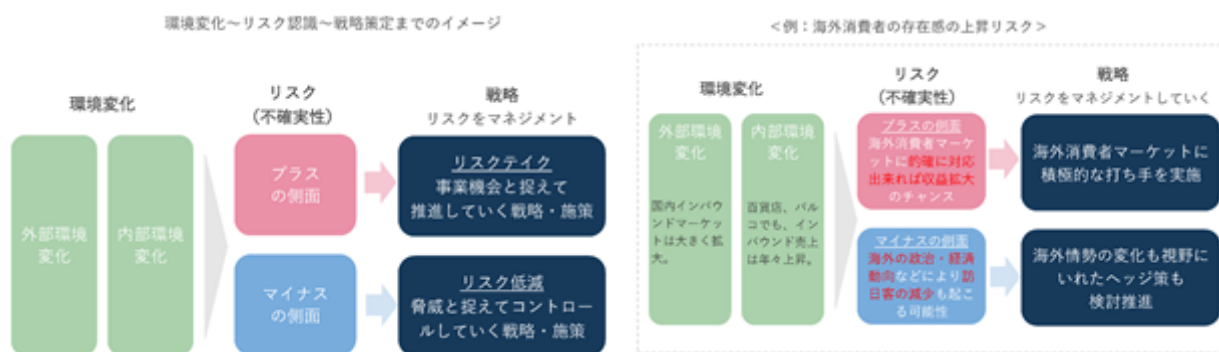 環境変化～リスク認識～戦略策定までのイメージ
環境変化
リスク
（不確実性）
戦略
リスクをマネジメント
外部環境
変化
内部環境
変化
プラス
の側面
リスクテイク
事業機会と捉えて
推進していく戦略・施策
マイナス
の側面
リスク低減
脅威と捉えてコントロー
ルしていく戦略・施策
＜例：海外消費者の存在感の上昇リスク＞
環境変化
リスク
（不確実性）
戦略
リスクをマネジメントしていく
外部環境
変化
国内インバウ
ンドマーケッ
トは大きく拡
大。
内部環境
変化
百貨店、パル
コでも、イン
バウンド売上
は年々上昇。
プラスの側面
海外消費者マーケ
ットに的確に対応
出来れば収益拡大
のチャンス
海外消費者マーケットに
積極的な打ち手を実施
マイナスの側面
海外の政治・経済
動向などにより訪
日客の減少も起こ
る可能性
海外情勢の変化も視野に
いれたヘッジ策も
検討推進